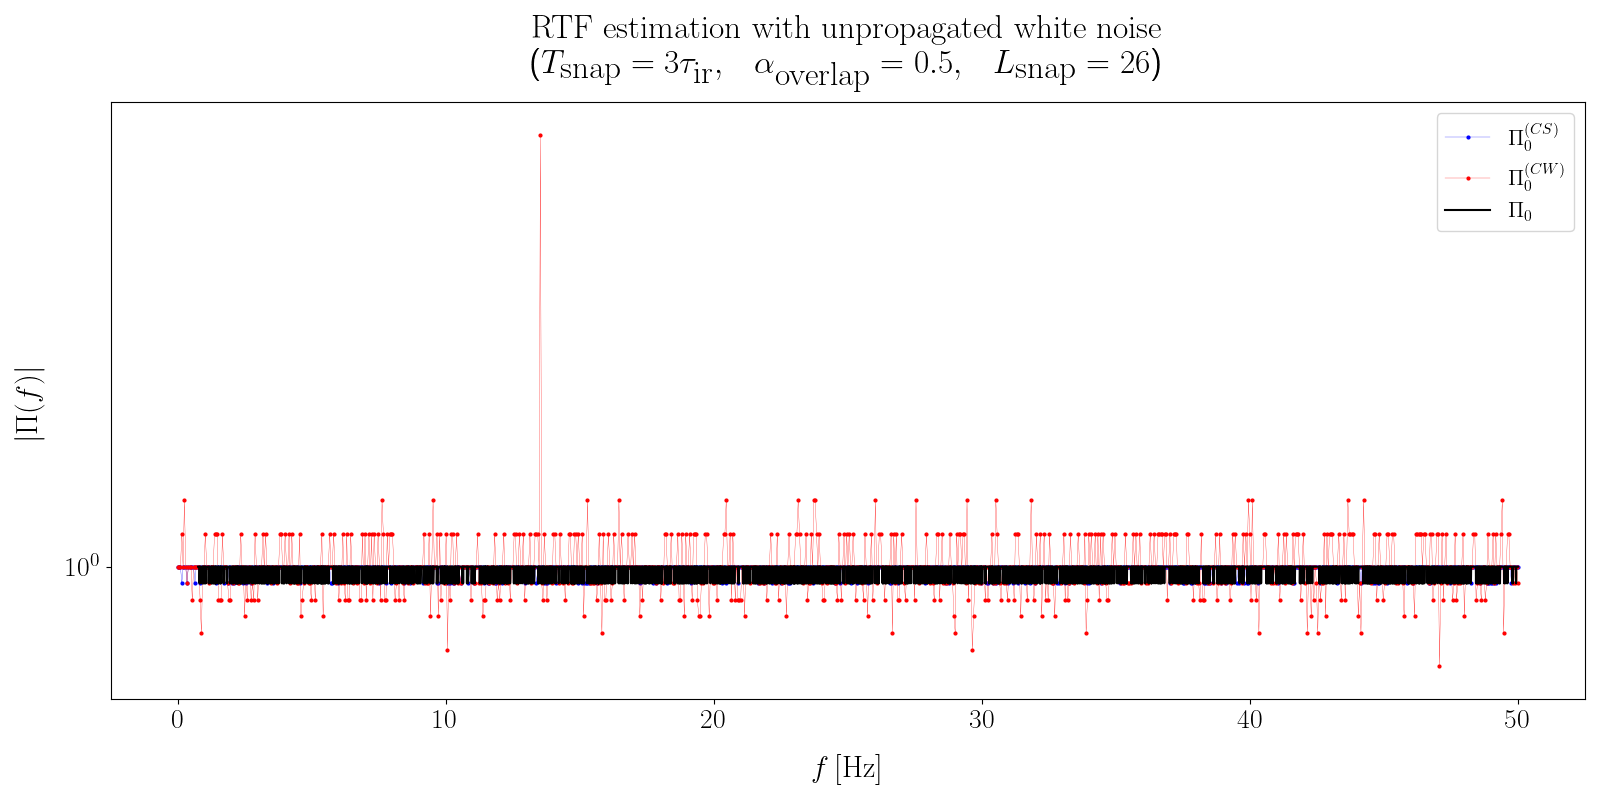 RTF estimation with unpropagated white noise
(T_snap = 3τ_ir, α_overlap = 0.5, L_snap = 26)
Π_0^(CS)
Π_0^(CW)
Π_0
|Π(f)|
10^0
0 10 20 30 40 50
f [Hz]